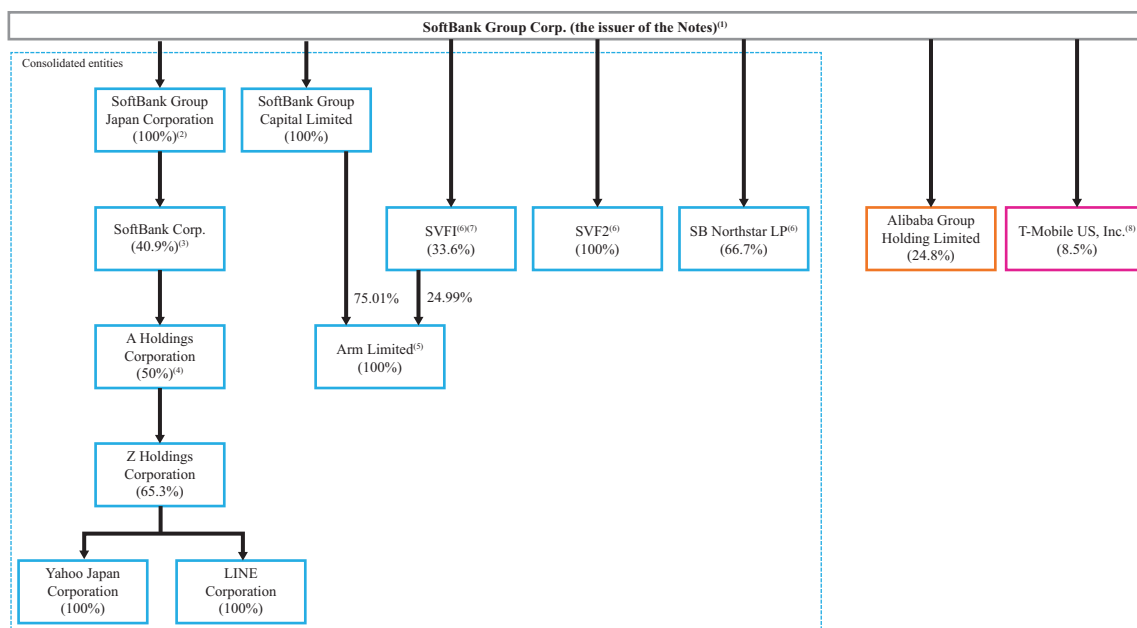 SoftBank Group Corp. (the issuer of the Notes)(1)
Consolidated entities
SoftBank Group
Japan Corporation
(100%)(2)
SoftBank Group
Capital Limited
(100%)
SoftBank Corp.
(40.9%)(3)
SVFI(6)(7)
(33.6%)
SVF2(6)
(100%)
SB Northstar LP(6)
(66.7%)
Alibaba Group
Holding Limited
(24.8%)
T-Mobile US, Inc.(8)
(8.5%)
75.01%
24.99%
A Holdings
Corporation
(50%)(4)
Arm Limited(5)
(100%)
Z Holdings
Corporation
(65.3%)
Yahoo Japan
Corporation
(100%)
LINE
Corporation
(100%)